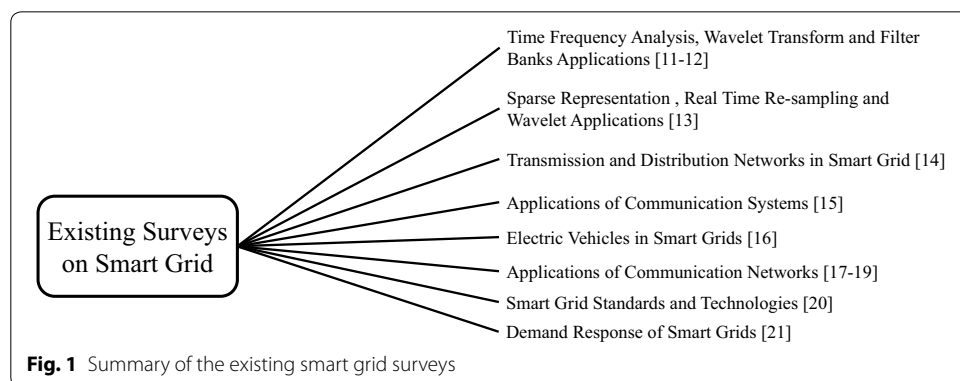 Time Frequency Analysis, Wavelet Transform and Filter
Banks Applications [11-12]
Sparse Representation , Real Time Re-sampling and
Wavelet Applications [13]
Transmission and Distribution Networks in Smart Grid [14]
Existing Surveys
on Smart Grid
Applications of Communication Systems [15]
Electric Vehicles in Smart Grids [16]
Applications of Communication Networks [17-19]
Smart Grid Standards and Technologies [20]
Demand Response of Smart Grids [21]
Fig. 1 Summary of the existing smart grid surveys